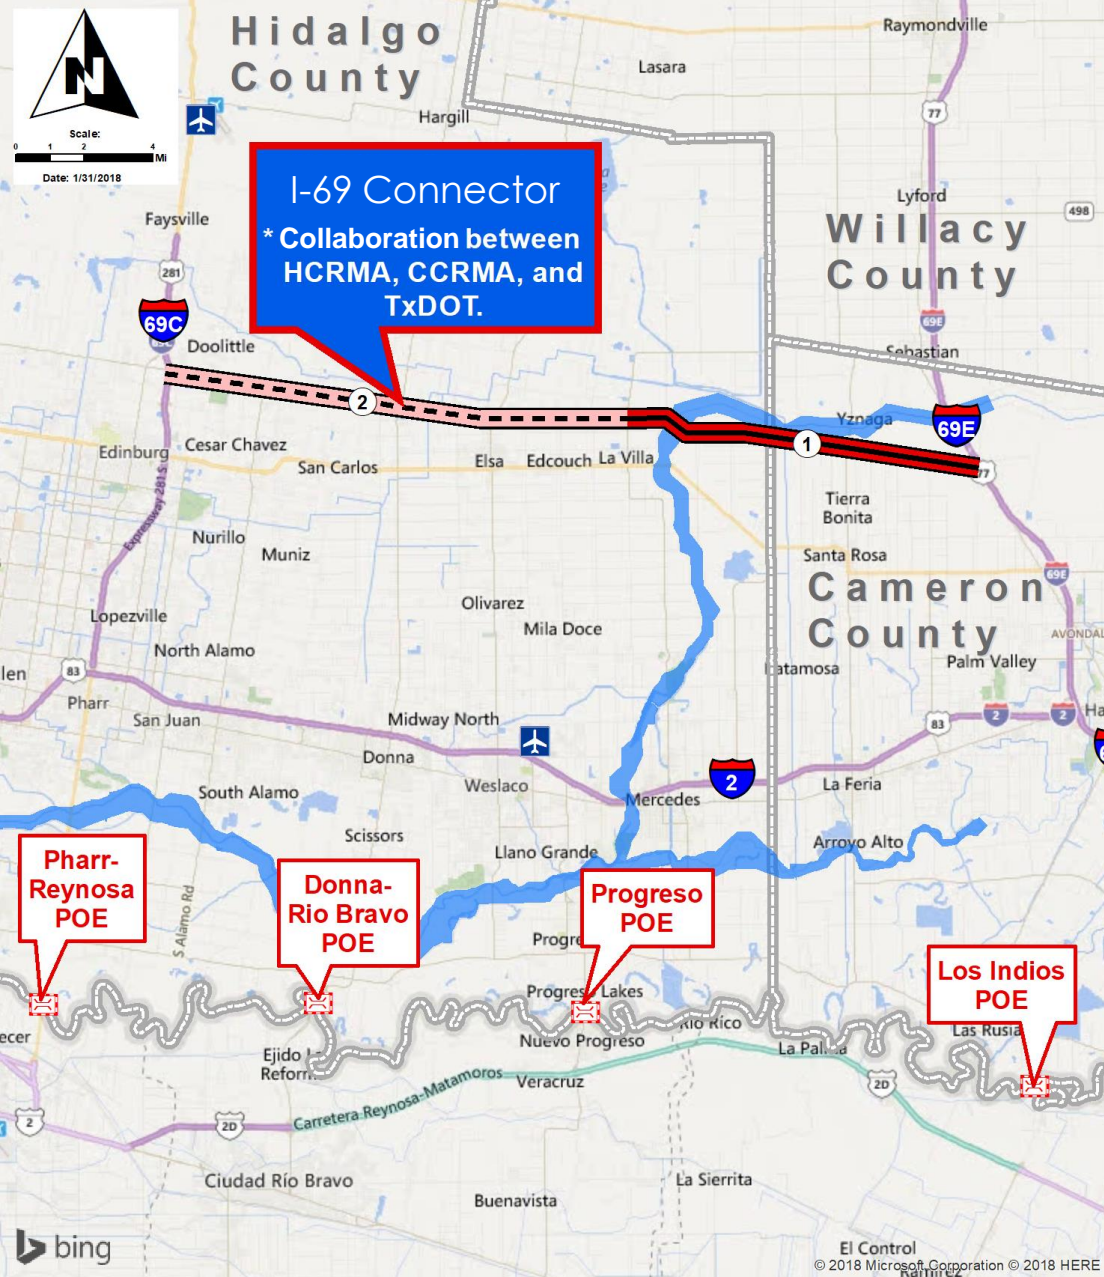 Hidalgo
County
Raymondville
Lasara
Hargill
77
N
Scale:
0 1 2 4
Mi
Date: 1/31/2018
I-69 Connector
* Collaboration between
HCRMA, CCRMA, and
TxDOT.
Lyford
498
Willacy
County
Faysville
281
69C
69E
Doolittle
Sebastian
2
Yznaga
69E
1
77
Edinburg
Cesar Chavez
San Carlos
Elsa
Edcouch
La Villa
Expressway 281 S
Tierra
Bonita
Nurillo
Muniz
Santa Rosa
69E
Cameron
County
Olivarez
Mila Doce
Lopezville
North Alamo
83
Pharr
San Juan
Palm Valley
Midway North
83
2
2
Donna
Weslaco
Mercedes
2
La Feria
South Alamo
Scissors
Llano Grande
Arroyo Alto
Pharr-
Reynosa
POE
Donna-
Rio Bravo
POE
Progreso
POE
S Alamo Rd
Los Indios
POE
Lakes
Rio Rico
Nuevo Progreso
Ejido
Veracruz
2D
Carretera Reynosa-Matamoros
2
2D
Ciudad Río Bravo
Buenavista
La Sierrita
bing
El Control
© 2018 Microsoft Corporation © 2018 HERE